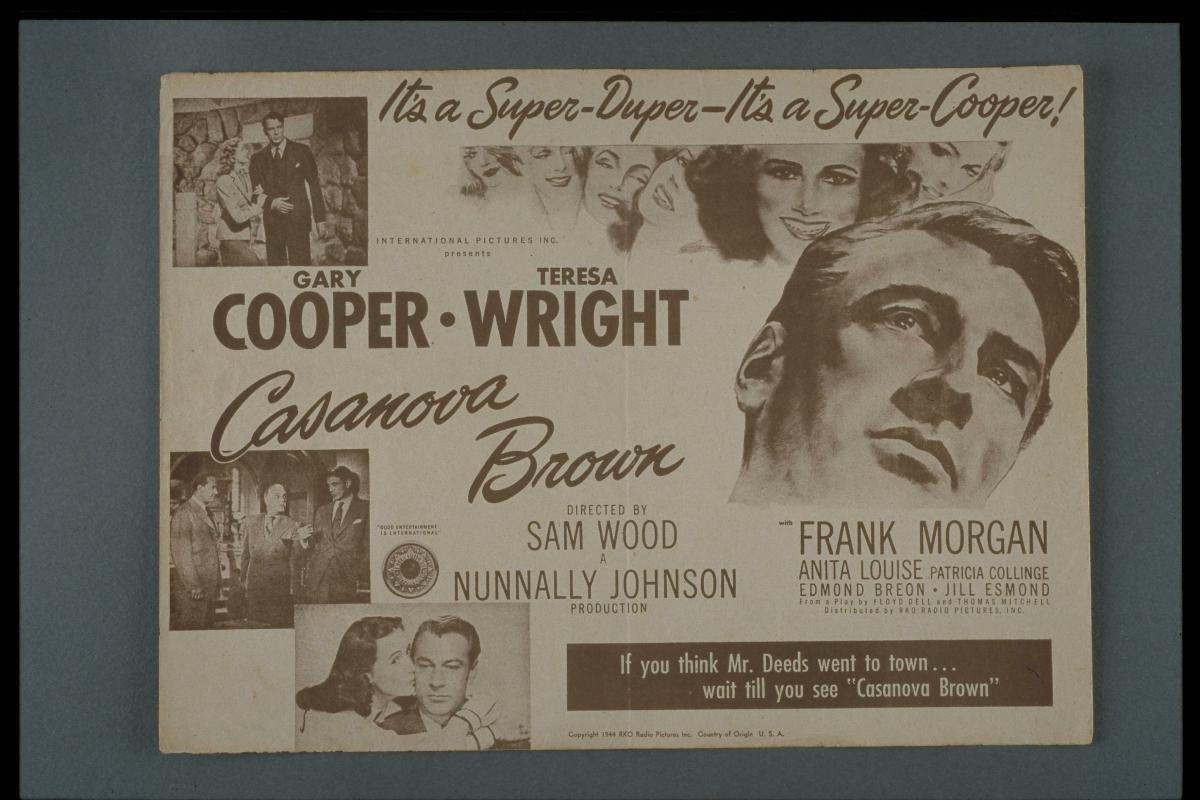 It's a Super-Duper—It's a Super-Cooper!
INTERNATIONAL PICTURES INC.
presents
GARY TERESA
COOPER • WRIGHT
Casanova
Brown
DIRECTED BY
SAM WOOD
A
NUNNALLY JOHNSON
PRODUCTION
"GOOD ENTERTAINMENT
IS INTERNATIONAL"
with FRANK MORGAN
ANITA LOUISE PATRICIA COLLINGE
EDMOND BREON • JILL ESMOND
From a Play by FLOYD DELL and THOMAS MITCHELL
Distributed by RKO RADIO PICTURES, INC.
If you think Mr. Deeds went to town...
wait till you see "Casanova Brown"
Copyright 1944 RKO Radio Pictures Inc. Country of Origin U. S. A.